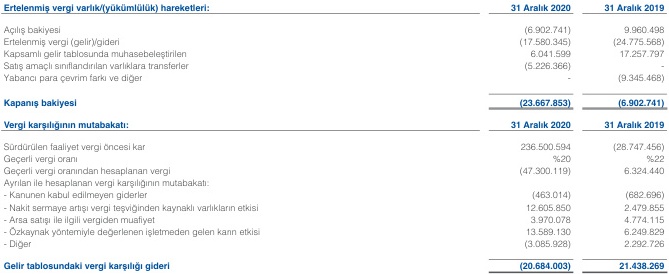 Ertelenmiş vergi varlık/(yükümlülük) hareketleri: 31 Aralık 2020 31 Aralık 2019
Açılış bakiyesi (6.902.741) 9.960.498
Ertelenmiş vergi (gelir)/gideri (17.580.345) (24.775.568)
Kapsamlı gelir tablosunda muhasebeleştirilen 6.041.599 17.257.797
Satış amaçlı sınıflandırılan varlıklara transferler (5.226.366) -
Yabancı para çevrim farkı ve diğer - (9.345.468)
Kapanış bakiyesi (23.667.853) (6.902.741)
Vergi karşılığının mutabakatı: 31 Aralık 2020 31 Aralık 2019
Sürdürülen faaliyet vergi öncesi kar 236.500.594 (28.747.456)
Geçerli vergi oranı %20 %22
Geçerli vergi oranından hesaplanan vergi (47.300.119) 6.324.440
Ayrılan ile hesaplanan vergi karşılığının mutabakatı:
- Kanunen kabul edilmeyen giderler (463.014) (682.696)
- Nakit sermaye artışı vergi teşviğinden kaynaklı varlıkların etkisi 12.605.850 2.479.855
- Arsa satışı ile ilgili vergiden muafiyet 3.970.078 4.774.115
- Özkaynak yöntemiyle değerlenen işletmeden gelen karın etkisi 13.589.130 6.249.829
- Diğer (3.085.928) 2.292.726
Gelir tablosundaki vergi karşılığı gideri (20.684.003) 21.438.269